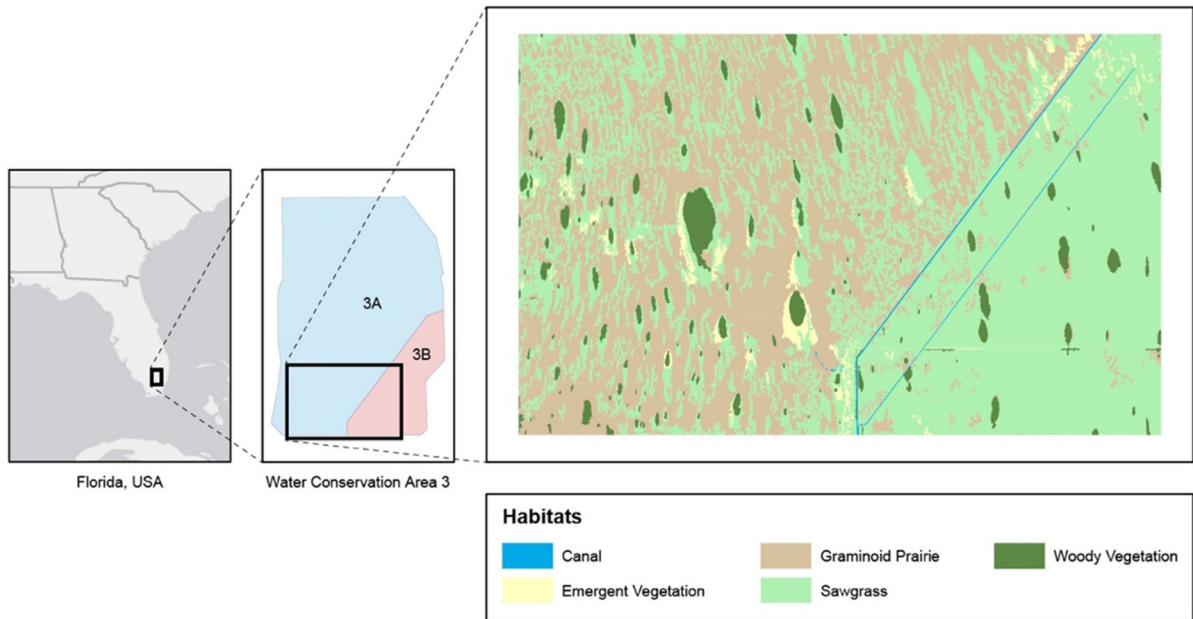 3A
3B
Florida, USA
Water Conservation Area 3
Habitats
Canal
Graminoid Prairie
Woody Vegetation
Emergent Vegetation
Sawgrass